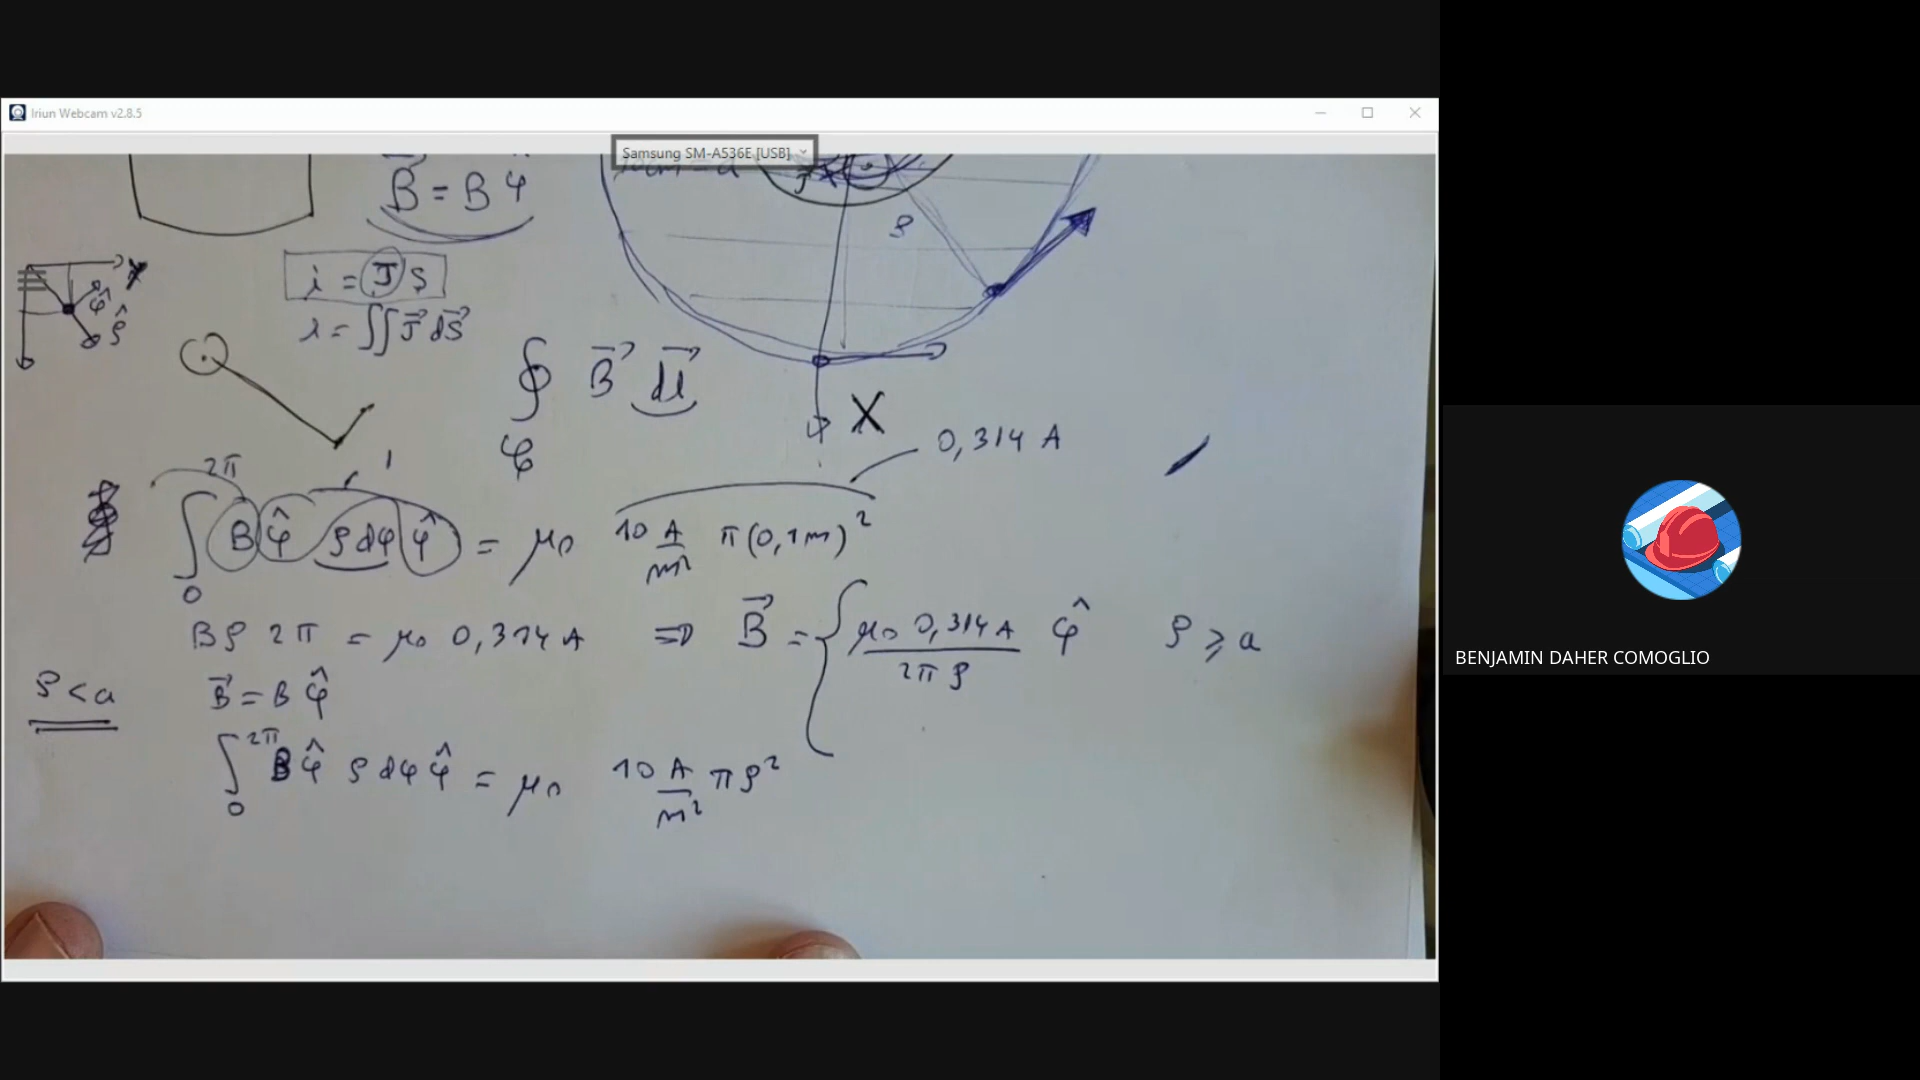 Iriun Webcam v2.8.5
Samsung SM-A536E [USB]
10cm = a
B⃗ = B φ̂
ρ
y
φ̂
ρ̂
i = J S
i = ∬ J⃗ dS⃗
∮ B⃗ dl⃗
φ
X
0,314 A
2π 1
∫ B φ̂ ρ dφ φ̂ = μ0 10 A/m² π (0,1m)²
0
B ρ 2π = μ0 0,314 A ⇒ B⃗ = { μ0 0,314 A / 2π ρ φ̂ ρ ⩾ a
ρ < a B⃗ = B φ̂
∫ 2π B φ̂ ρ dφ φ̂ = μ0 10 A/m² π ρ²
0
BENJAMIN DAHER COMOGLIO